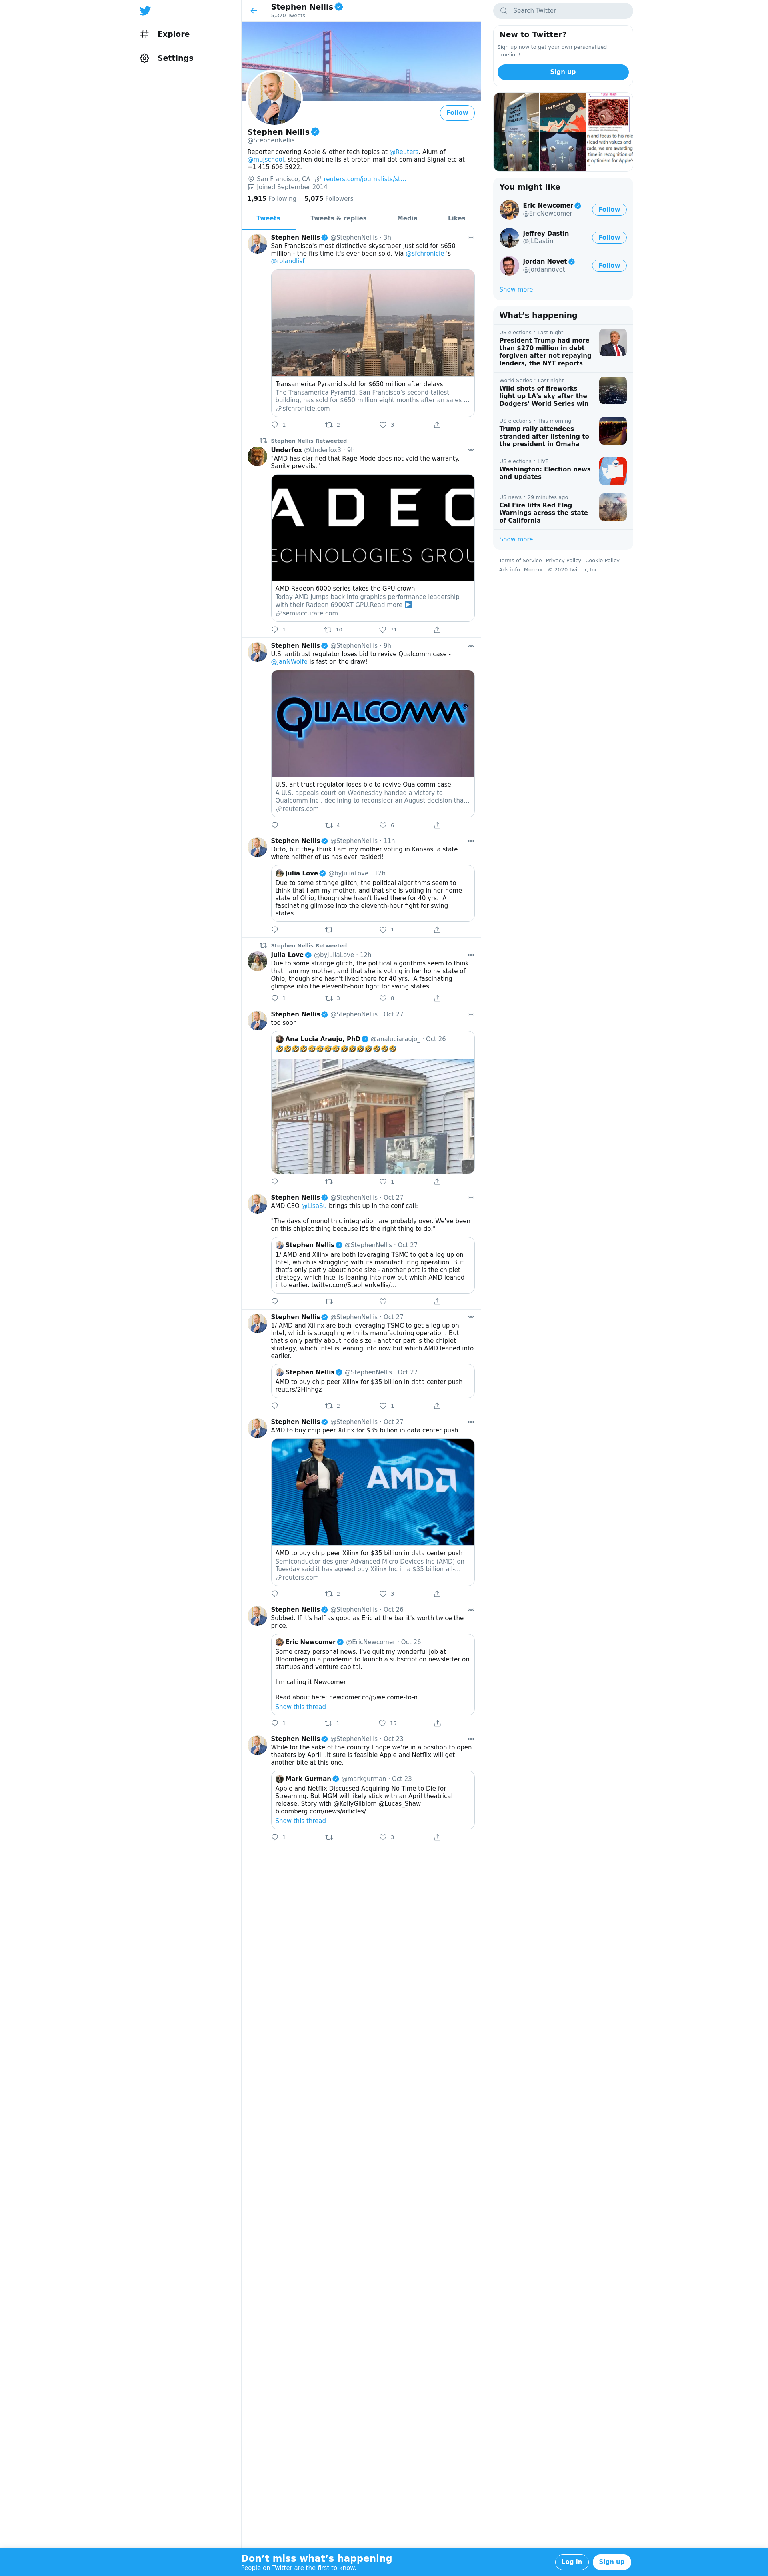 Explore
Settings
Stephen Nellis
5,370 Tweets
Follow
Stephen Nellis
@StephenNellis
Reporter covering Apple & other tech topics at @Reuters. Alum of
@mujschool. stephen dot nellis at proton mail dot com and Signal etc at
+1 415 606 5922.
San Francisco, CA reuters.com/journalists/st…
Joined September 2014
1,915 Following 5,075 Followers
Tweets Tweets & replies Media Likes
Stephen Nellis @StephenNellis · 3h
San Francisco's most distinctive skyscraper just sold for $650
million - the firs time it's ever been sold. Via @sfchronicle 's
@rolandlisf
Transamerica Pyramid sold for $650 million after delays
The Transamerica Pyramid, San Francisco's second-tallest
building, has sold for $650 million eight months after an sales …
sfchronicle.com
1 2 3
Stephen Nellis Retweeted
Underfox @Underfox3 · 9h
"AMD has clarified that Rage Mode does not void the warranty.
Sanity prevails."
ADEO
ECHNOLOGIES GROU
AMD Radeon 6000 series takes the GPU crown
Today AMD jumps back into graphics performance leadership
with their Radeon 6900XT GPU.Read more ▶
semiaccurate.com
1 10 71
Stephen Nellis @StephenNellis · 9h
U.S. antitrust regulator loses bid to revive Qualcomm case -
@JanNWolfe is fast on the draw!
QUALCOMM
U.S. antitrust regulator loses bid to revive Qualcomm case
A U.S. appeals court on Wednesday handed a victory to
Qualcomm Inc , declining to reconsider an August decision tha…
reuters.com
4 6
Stephen Nellis @StephenNellis · 11h
Ditto, but they think I am my mother voting in Kansas, a state
where neither of us has ever resided!
Julia Love @byJuliaLove · 12h
Due to some strange glitch, the political algorithms seem to
think that I am my mother, and that she is voting in her home
state of Ohio, though she hasn't lived there for 40 yrs. A
fascinating glimpse into the eleventh-hour fight for swing
states.
1
Stephen Nellis Retweeted
Julia Love @byJuliaLove · 12h
Due to some strange glitch, the political algorithms seem to think
that I am my mother, and that she is voting in her home state of
Ohio, though she hasn't lived there for 40 yrs. A fascinating
glimpse into the eleventh-hour fight for swing states.
1 3 8
Stephen Nellis @StephenNellis · Oct 27
too soon
Ana Lucia Araujo, PhD @analuciaraujo_ · Oct 26
🤣🤣🤣🤣🤣🤣🤣🤣🤣🤣🤣🤣🤣🤣🤣
1
Stephen Nellis @StephenNellis · Oct 27
AMD CEO @LisaSu brings this up in the conf call:
"The days of monolithic integration are probably over. We've been
on this chiplet thing because it's the right thing to do."
Stephen Nellis @StephenNellis · Oct 27
1/ AMD and Xilinx are both leveraging TSMC to get a leg up on
Intel, which is struggling with its manufacturing operation. But
that's only partly about node size - another part is the chiplet
strategy, which Intel is leaning into now but which AMD leaned
into earlier. twitter.com/StephenNellis/…
Stephen Nellis @StephenNellis · Oct 27
1/ AMD and Xilinx are both leveraging TSMC to get a leg up on
Intel, which is struggling with its manufacturing operation. But
that's only partly about node size - another part is the chiplet
strategy, which Intel is leaning into now but which AMD leaned into
earlier.
Stephen Nellis @StephenNellis · Oct 27
AMD to buy chip peer Xilinx for $35 billion in data center push
reut.rs/2HIhhgz
2 1
Stephen Nellis @StephenNellis · Oct 27
AMD to buy chip peer Xilinx for $35 billion in data center push
AMD
AMD to buy chip peer Xilinx for $35 billion in data center push
Semiconductor designer Advanced Micro Devices Inc (AMD) on
Tuesday said it has agreed buy Xilinx Inc in a $35 billion all-…
reuters.com
2 3
Stephen Nellis @StephenNellis · Oct 26
Subbed. If it's half as good as Eric at the bar it's worth twice the
price.
Eric Newcomer @EricNewcomer · Oct 26
Some crazy personal news: I've quit my wonderful job at
Bloomberg in a pandemic to launch a subscription newsletter on
startups and venture capital.
I'm calling it Newcomer
Read about here: newcomer.co/p/welcome-to-n…
Show this thread
1 1 15
Stephen Nellis @StephenNellis · Oct 23
While for the sake of the country I hope we're in a position to open
theaters by April...it sure is feasible Apple and Netflix will get
another bite at this one.
Mark Gurman @markgurman · Oct 23
Apple and Netflix Discussed Acquiring No Time to Die for
Streaming. But MGM will likely stick with an April theatrical
release. Story with @KellyGilblom @Lucas_Shaw
bloomberg.com/news/articles/…
Show this thread
1 3
Search Twitter
New to Twitter?
Sign up now to get your own personalized
timeline!
Sign up
n and focus to his role
lead with values and
ade, we are awarding
time in recognition of
t optimism for Apple's
You might like
Eric Newcomer
@EricNewcomer
Follow
Jeffrey Dastin
@JLDastin
Follow
Jordan Novet
@jordannovet
Follow
Show more
What's happening
US elections · Last night
President Trump had more
than $270 million in debt
forgiven after not repaying
lenders, the NYT reports
World Series · Last night
Wild shots of fireworks
light up LA's sky after the
Dodgers' World Series win
US elections · This morning
Trump rally attendees
stranded after listening to
the president in Omaha
US elections · LIVE
Washington: Election news
and updates
US news · 29 minutes ago
Cal Fire lifts Red Flag
Warnings across the state
of California
Show more
Terms of Service Privacy Policy Cookie Policy
Ads info More ··· © 2020 Twitter, Inc.
Don't miss what's happening
People on Twitter are the first to know.
Log in Sign up